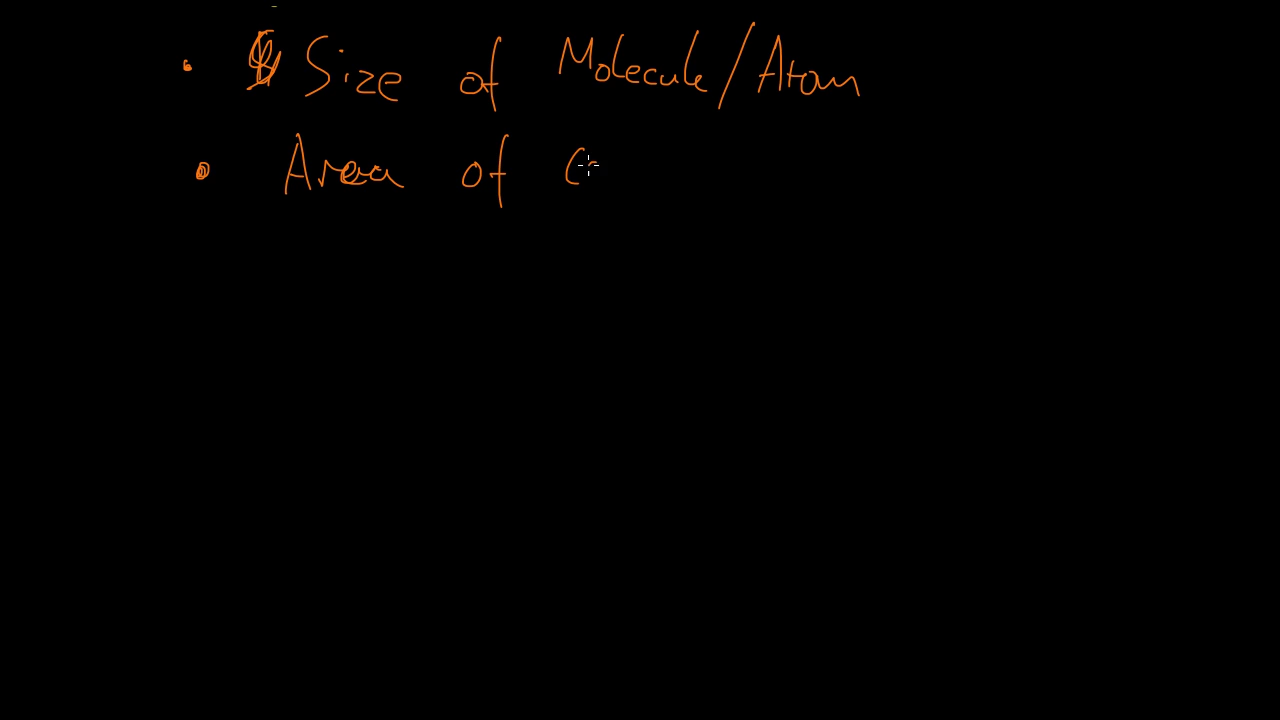 • Size of Molecule/Atom
• Area of